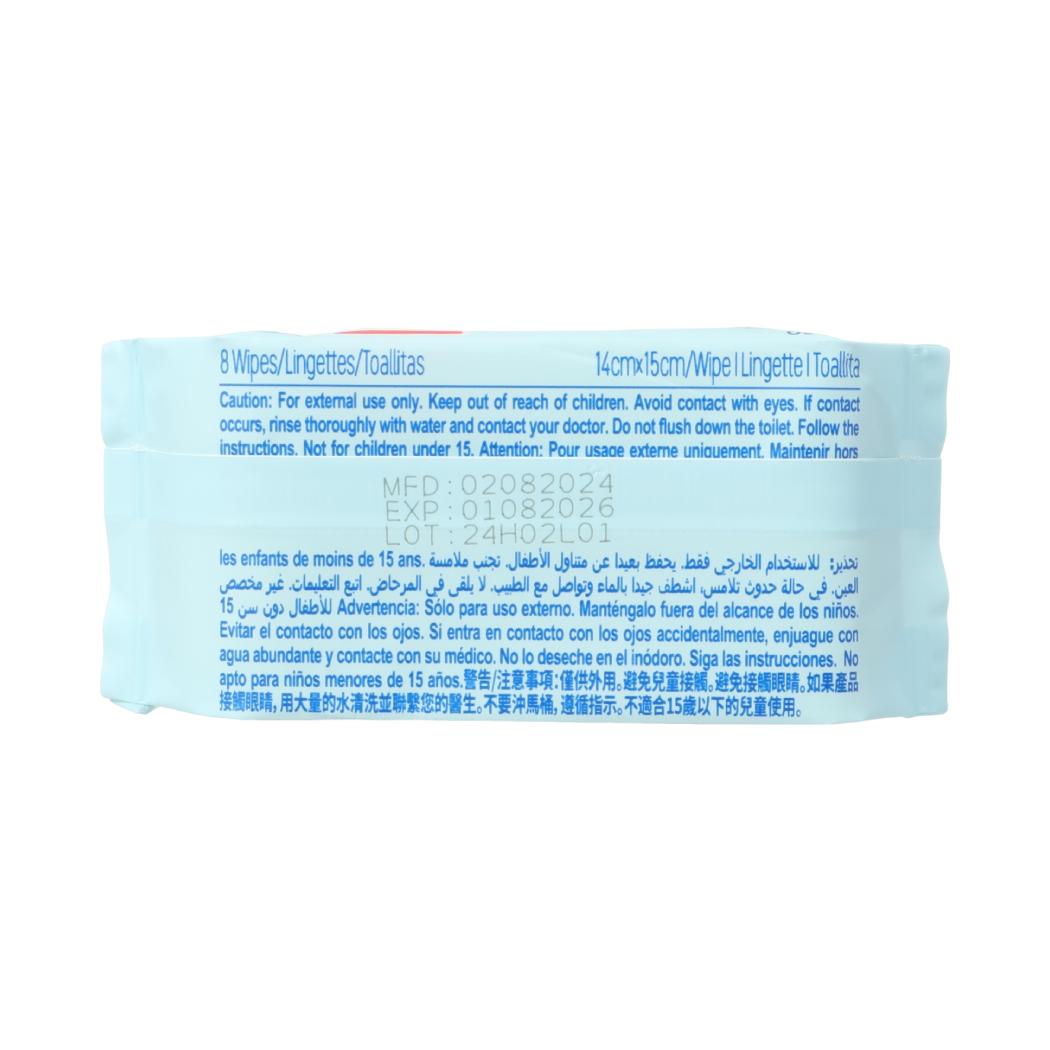 8 Wipes/Lingettes/Toallitas 14cmx15cm/Wipe | Lingette | Toallita
Caution: For external use only. Keep out of reach of children. Avoid contact with eyes. If contact
occurs, rinse thoroughly with water and contact your doctor. Do not flush down the toilet. Follow the
instructions. Not for children under 15. Attention: Pour usage externe uniquement. Maintenir hors
MFD:02082024
EXP:01082026
LOT:24H02L01
les enfants de moins de 15 ans. تحذير: للاستخدام الخارجي فقط. يحفظ بعيدا عن متناول الأطفال. تجنب ملامسة
العين. في حالة حدوث تلامس، اشطف جيدا بالماء وتواصل مع الطبيب. لا يلقى في المرحاض. اتبع التعليمات. غير مخصص
للأطفال دون سن 15 Advertencia: Sólo para uso externo. Manténgalo fuera del alcance de los niños.
Evitar el contacto con los ojos. Si entra en contacto con los ojos accidentalmente, enjuague con
agua abundante y contacte con su médico. No lo deseche en el inódoro. Siga las instrucciones. No
apto para niños menores de 15 años.警告/注意事項:僅供外用。避免兒童接觸。避免接觸眼睛。如果產品
接觸眼睛,用大量的水清洗並聯繫您的醫生。不要沖馬桶,遵循指示。不適合15歲以下的兒童使用。